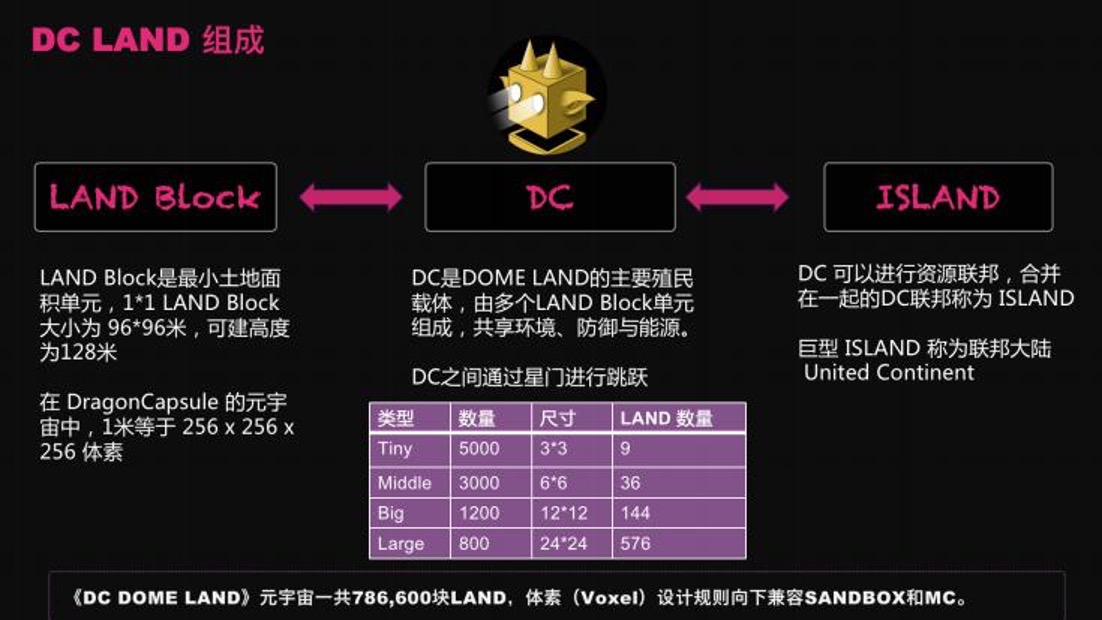 DC LAND 组成
LAND Block
DC
ISLAND
LAND Block是最小土地面
积单元，1*1 LAND Block
大小为 96*96米，可建高度
为128米
在 DragonCapsule 的元宇
宙中，1米等于 256 x 256 x
256 体素
DC是DOME LAND的主要殖民
载体，由多个LAND Block单元
组成，共享环境、防御与能源。
DC之间通过星门进行跳跃
类型 数量 尺寸 LAND 数量
Tiny 5000 3*3 9
Middle 3000 6*6 36
Big 1200 12*12 144
Large 800 24*24 576
DC 可以进行资源联邦，合并
在一起的DC联邦称为 ISLAND
巨型 ISLAND 称为联邦大陆
United Continent
《DC DOME LAND》元宇宙一共786,600块LAND，体素（Voxel）设计规则向下兼容SANDBOX和MC。